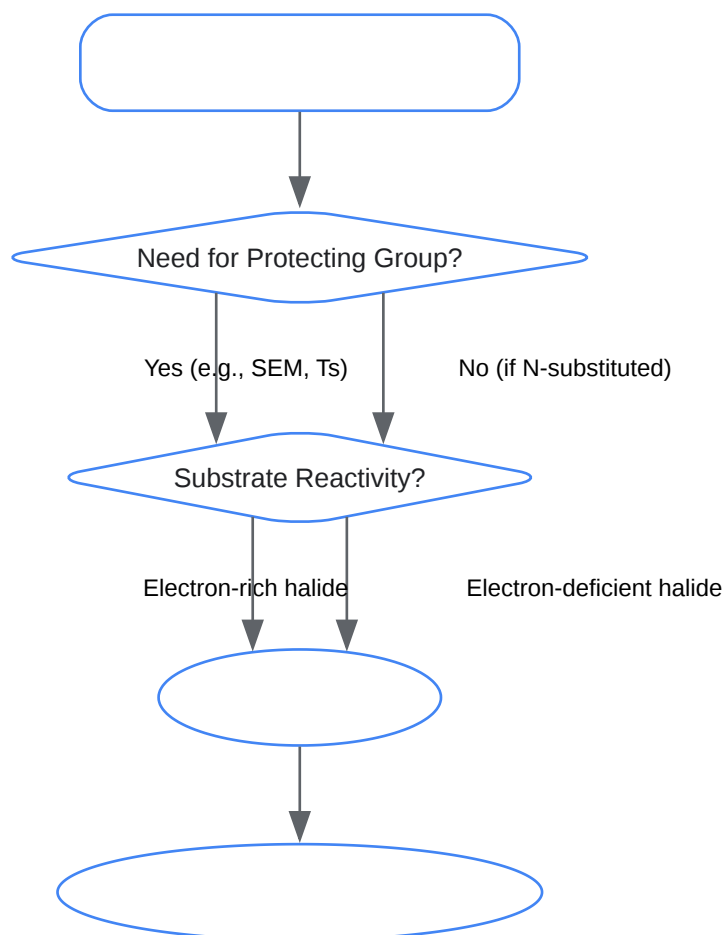 Need for Protecting Group?
Yes (e.g., SEM, Ts)
No (if N-substituted)
Substrate Reactivity?
Electron-rich halide
Electron-deficient halide